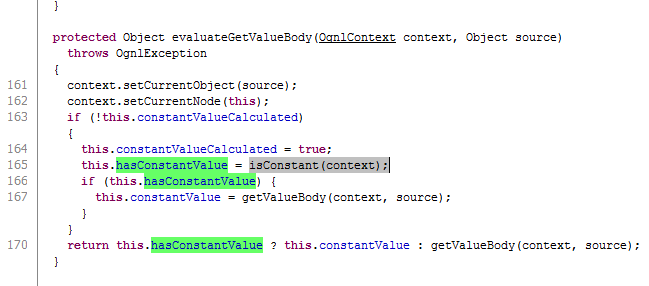 }
protected Object evaluateGetValueBody(OgnlContext context, Object source)
throws OgnlException
{
161 context.setCurrentObject(source);
162 context.setCurrentNode(this);
163 if (!this.constantValueCalculated)
{
164 this.constantValueCalculated = true;
165 this.hasConstantValue = isConstant(context);
166 if (this.hasConstantValue) {
167 this.constantValue = getValueBody(context, source);
}
}
170 return this.hasConstantValue ? this.constantValue : getValueBody(context, source);
}